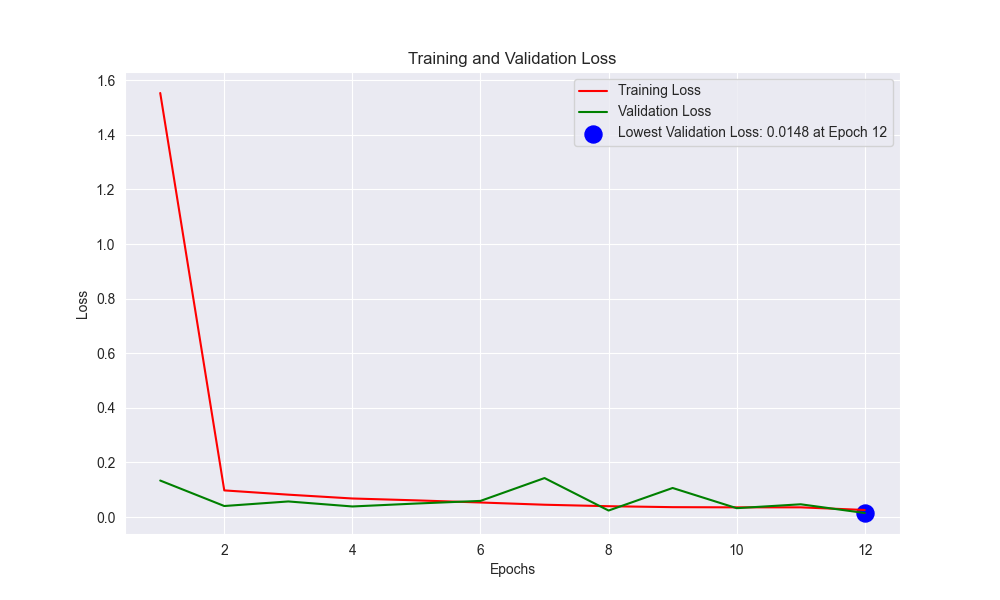 Training and Validation Loss
Training Loss
Validation Loss
Lowest Validation Loss: 0.0148 at Epoch 12
1.6
1.4
1.2
1.0
0.8
0.6
0.4
0.2
0.0
Loss
2 4 6 8 10 12
Epochs